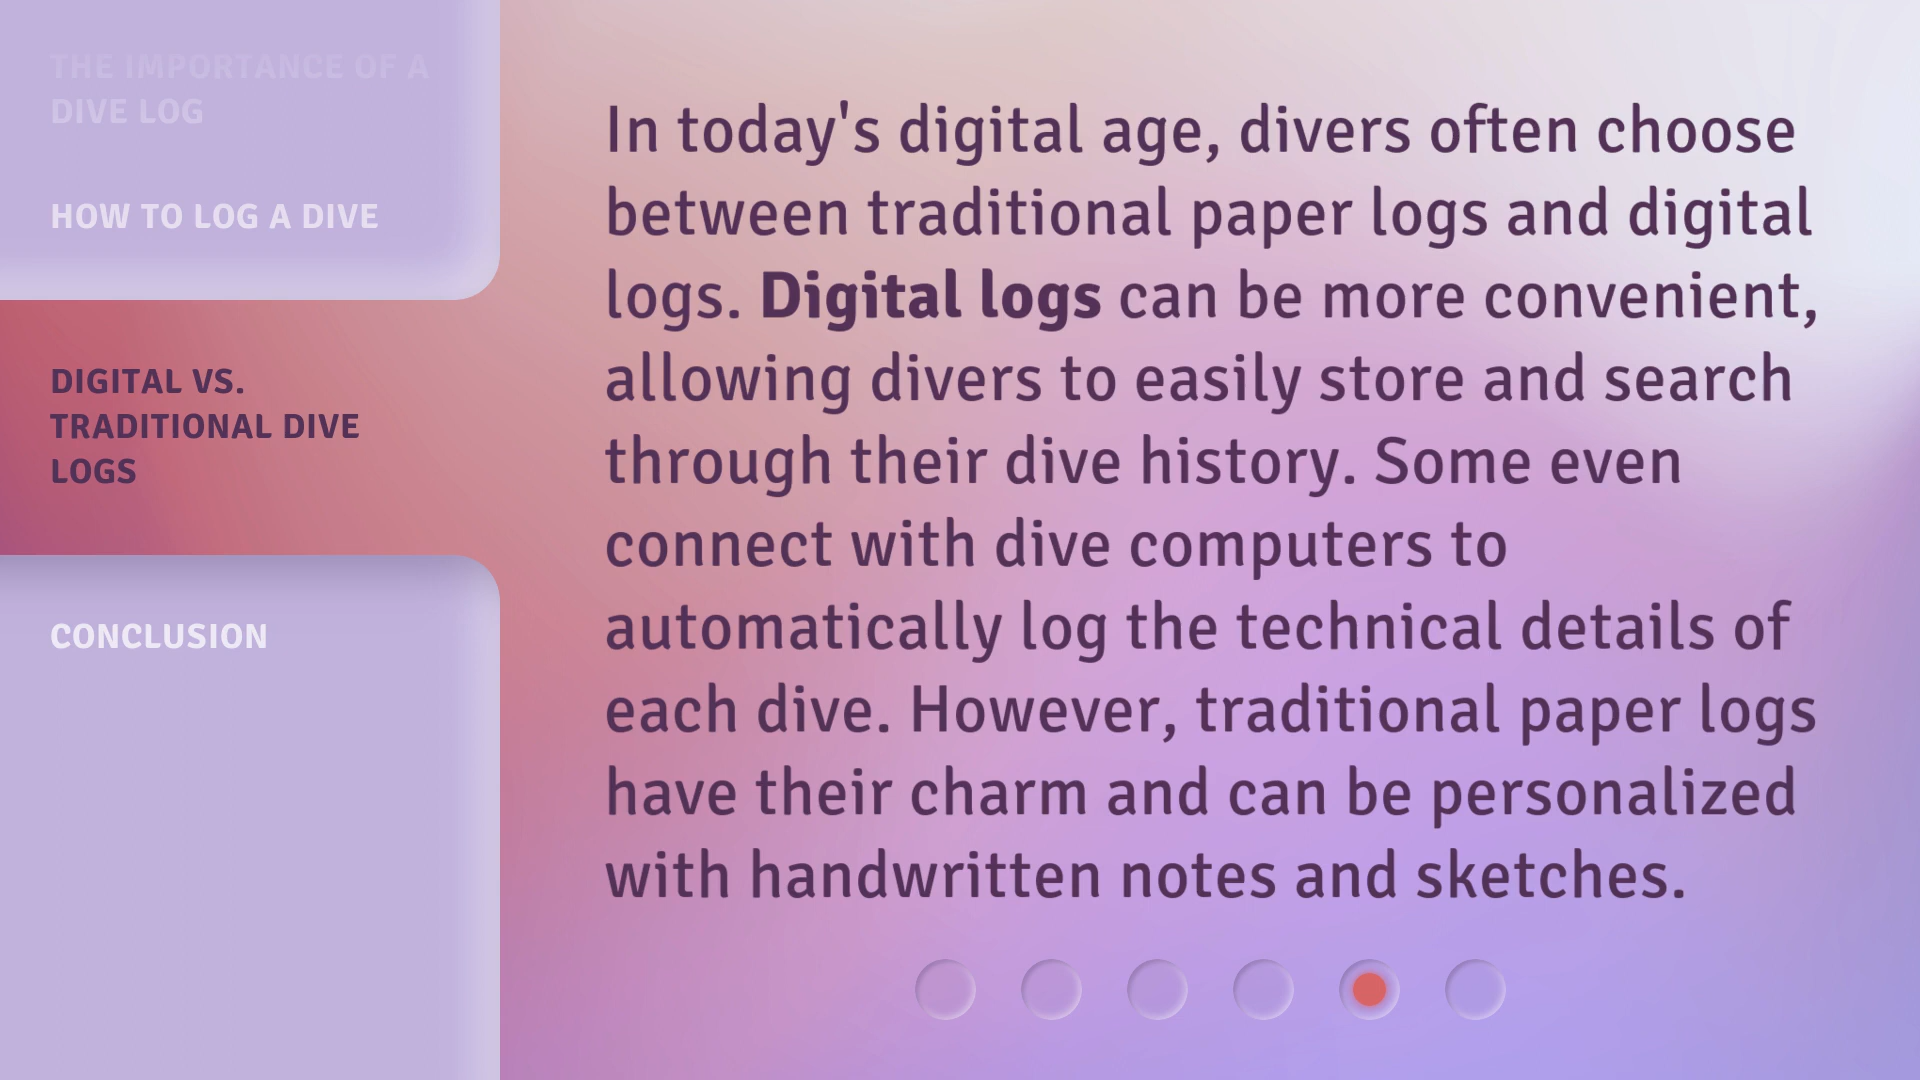 THE IMPORTANCE OF A
DIVE LOG
HOW TO LOG A DIVE
DIGITAL VS.
TRADITIONAL DIVE
LOGS
CONCLUSION
In today's digital age, divers often choose
between traditional paper logs and digital
logs. Digital logs can be more convenient,
allowing divers to easily store and search
through their dive history. Some even
connect with dive computers to
automatically log the technical details of
each dive. However, traditional paper logs
have their charm and can be personalized
with handwritten notes and sketches.